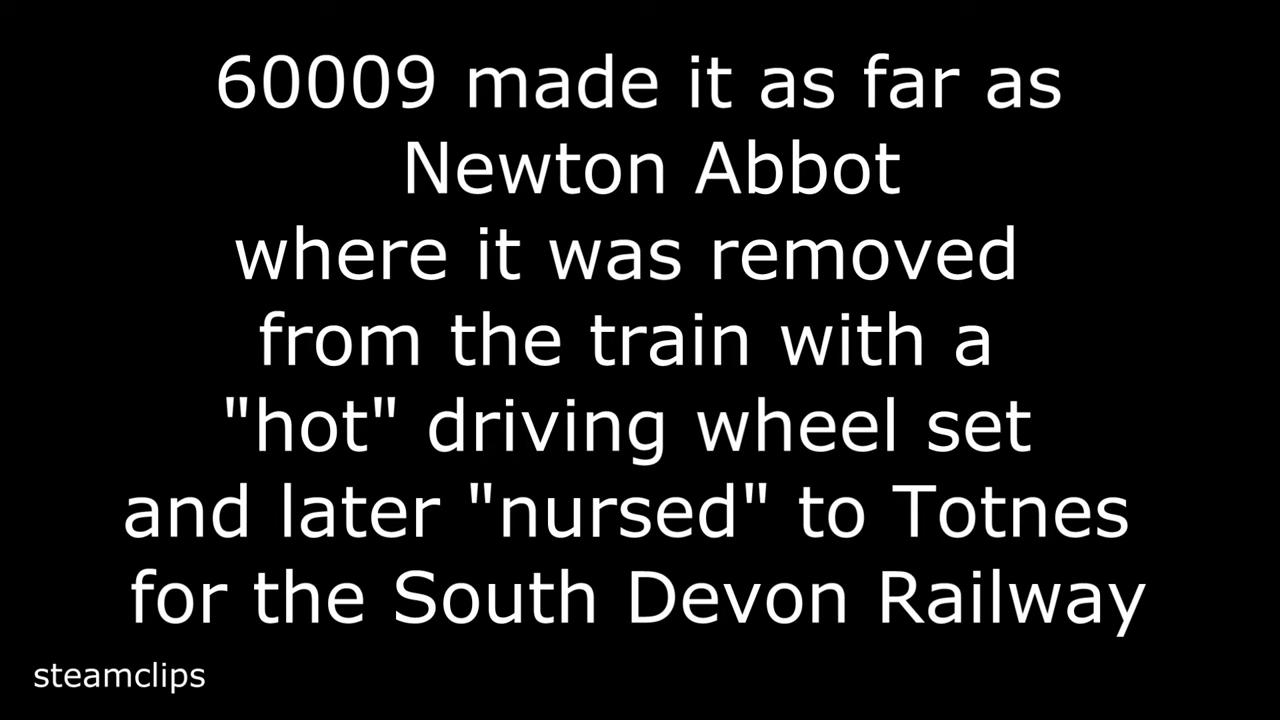 60009 made it as far as
Newton Abbot
where it was removed
from the train with a
"hot" driving wheel set
and later "nursed" to Totnes
for the South Devon Railway
steamclips